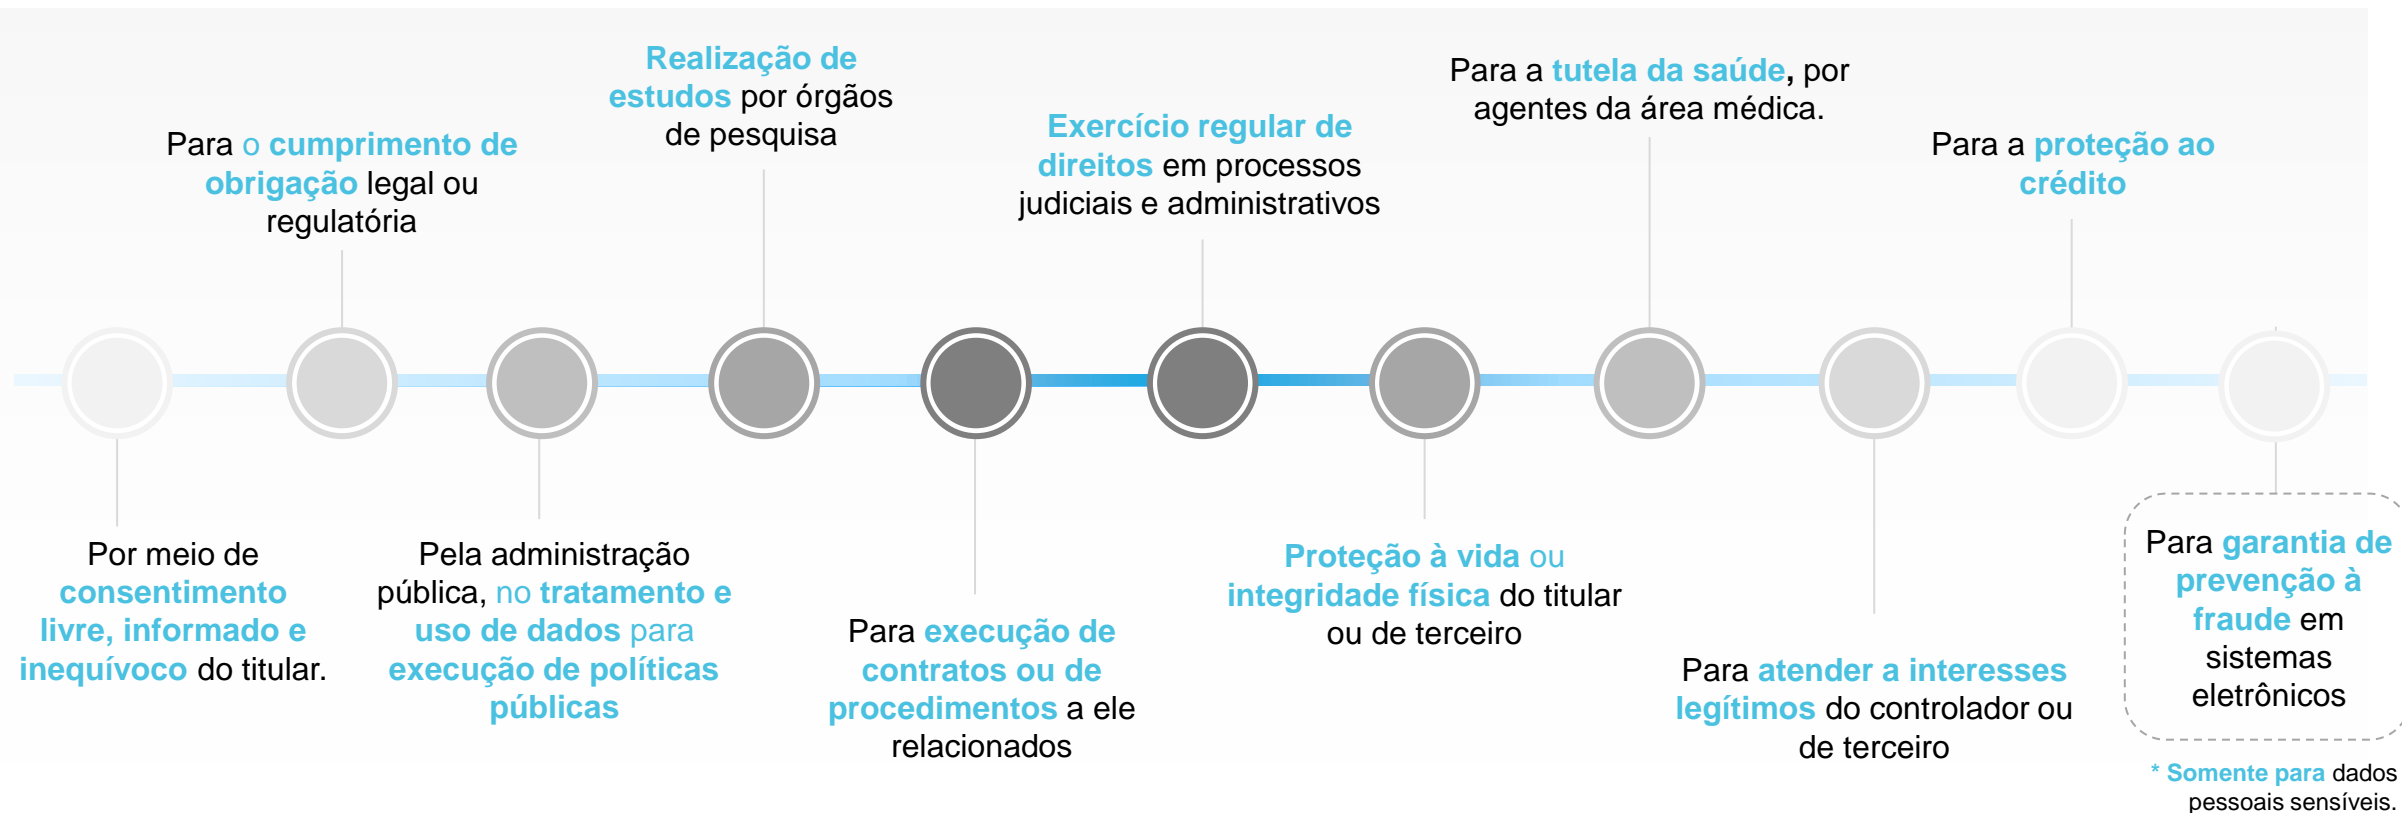 Por meio de
consentimento
livre, informado e
inequívoco do titular.
Para o cumprimento de
obrigação legal ou
regulatória
Pela administração
pública, no tratamento e
uso de dados para
execução de políticas
públicas
Realização de
estudos por órgãos
de pesquisa
Para execução de
contratos ou de
procedimentos a ele
relacionados
Exercício regular de
direitos em processos
judiciais e administrativos
Proteção à vida ou
integridade física do titular
ou de terceiro
Para a tutela da saúde, por
agentes da área médica.
Para atender a interesses
legítimos do controlador ou
de terceiro
Para a proteção ao
crédito
Para garantia de
prevenção à
fraude em
sistemas
eletrônicos
* Somente para dados
pessoais sensíveis.